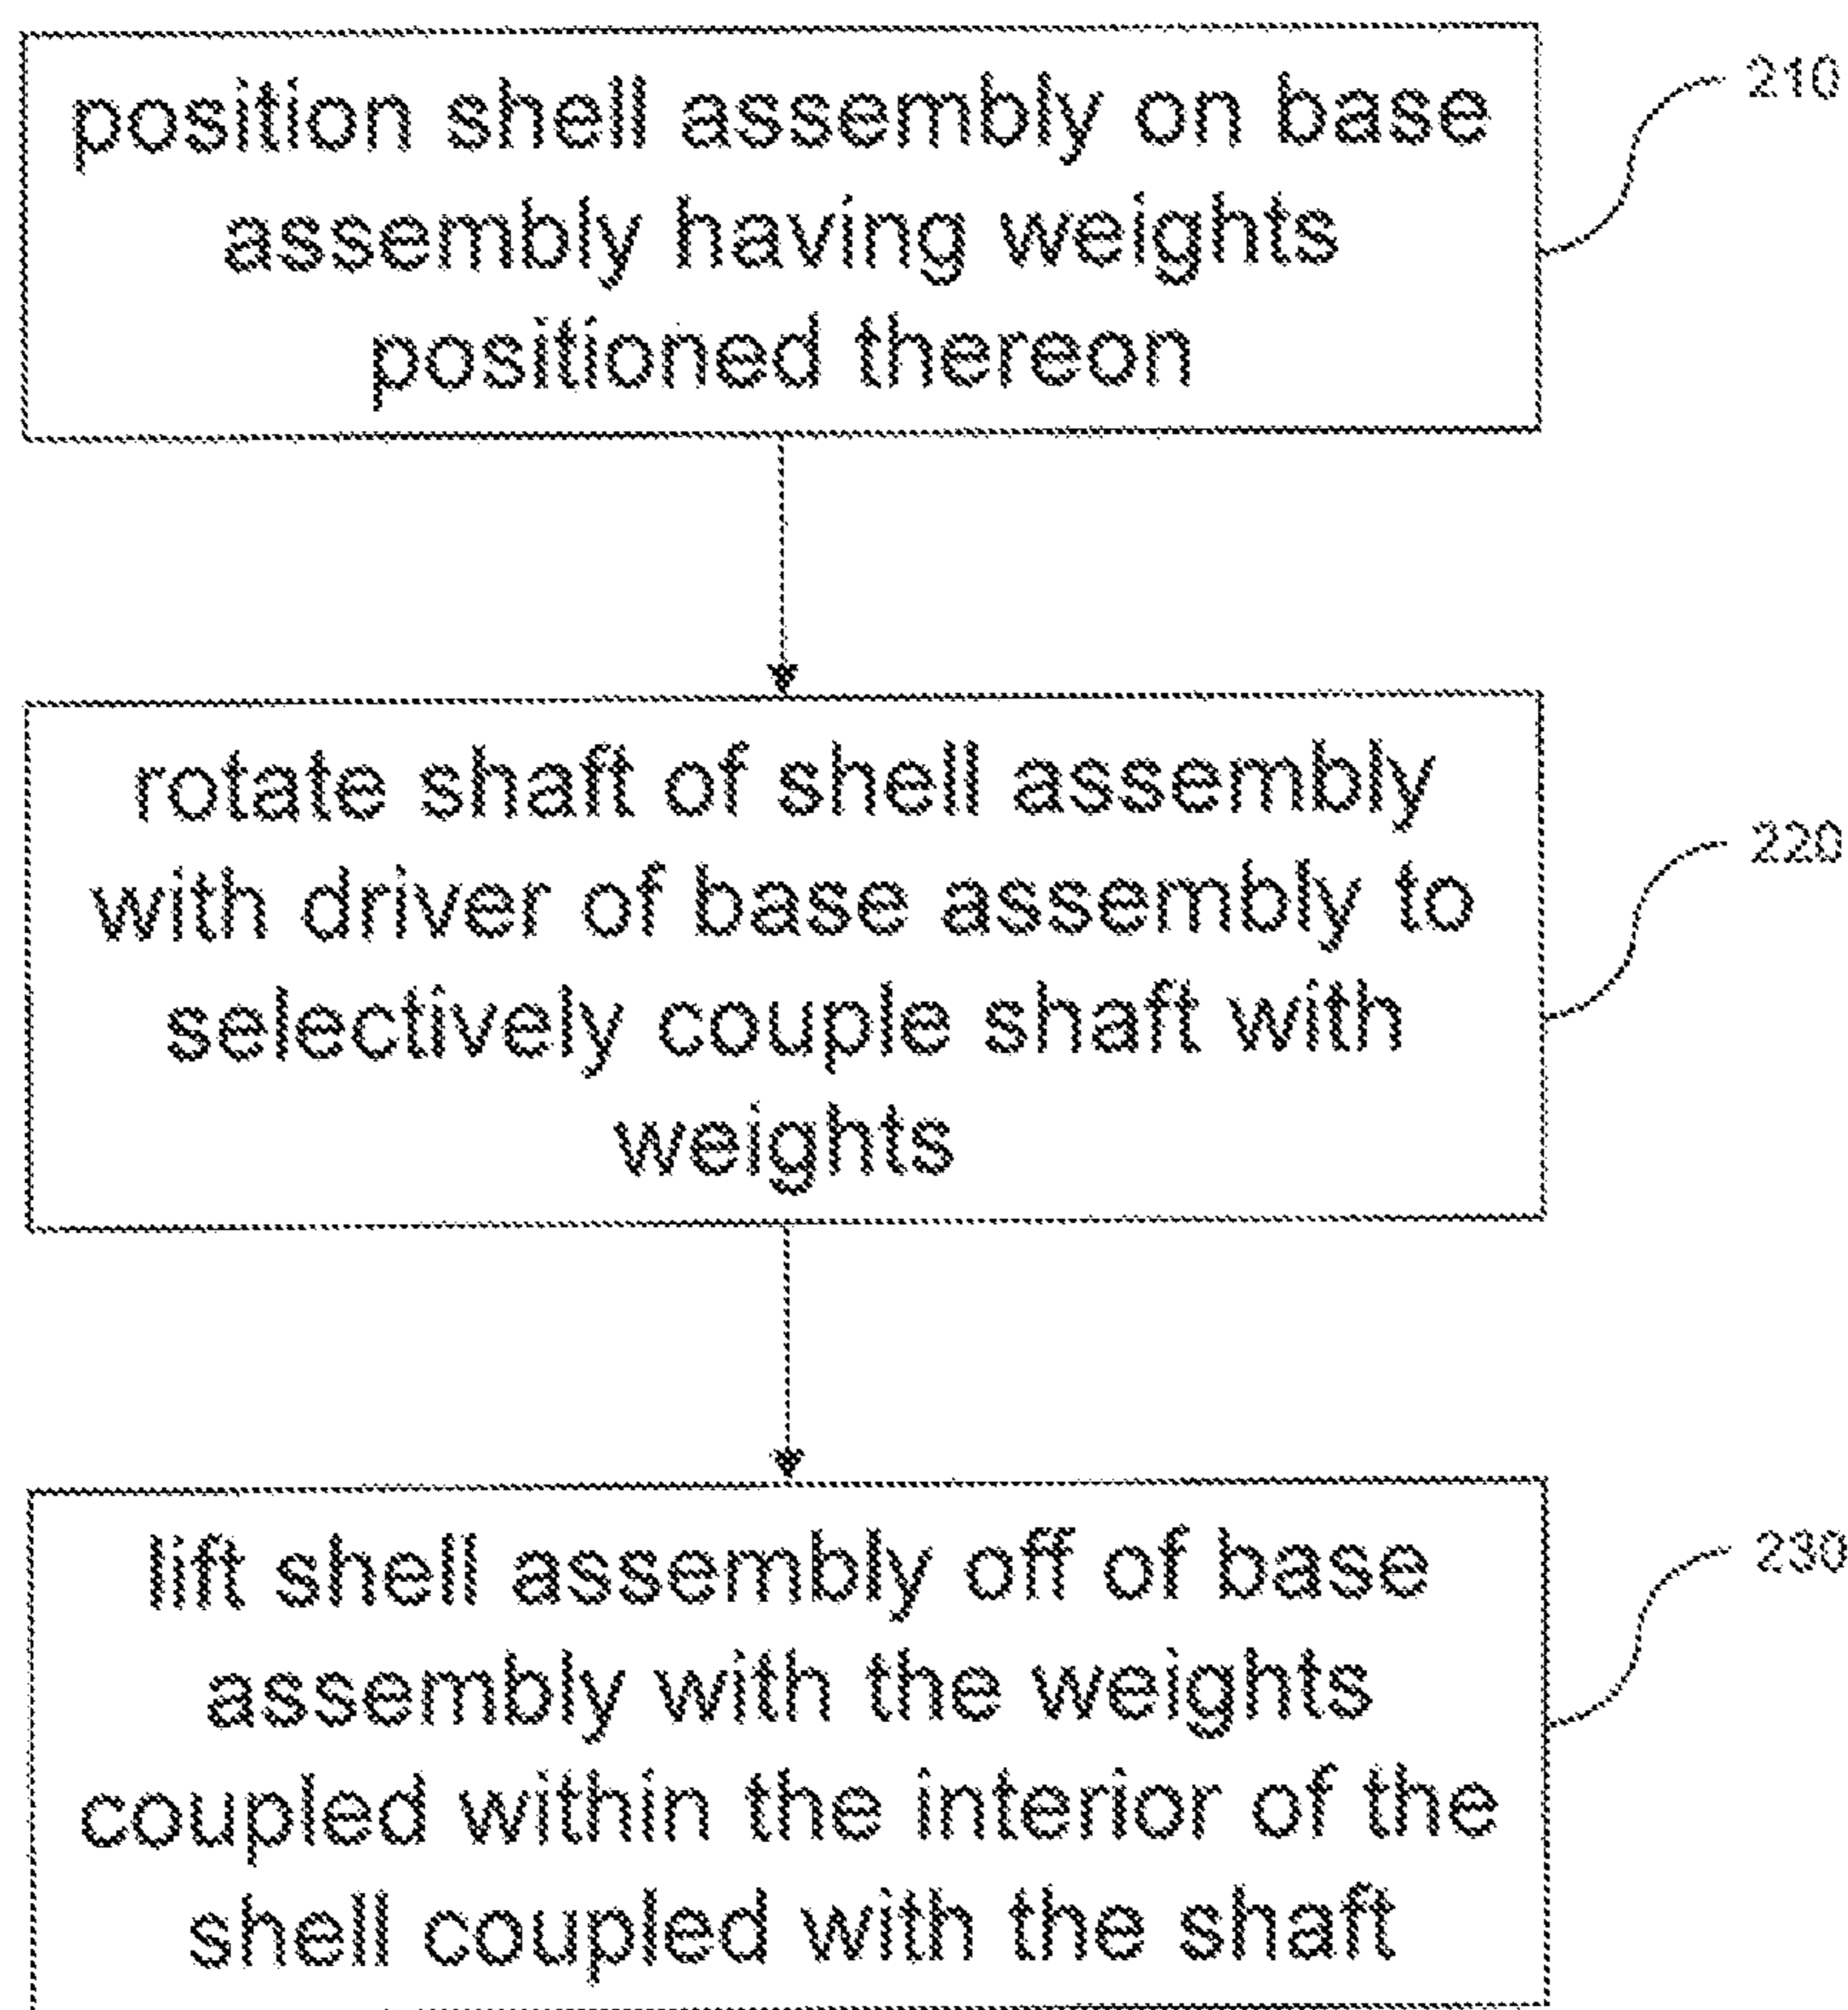 position shell assembly on base
assembly having weights
positioned thereon
210
rotate shaft of shell assembly
with driver of base assembly to
selectively couple shaft with
weights
220
lift shell assembly off of base
assembly with the weights
coupled within the interior of the
shell coupled with the shaft
230